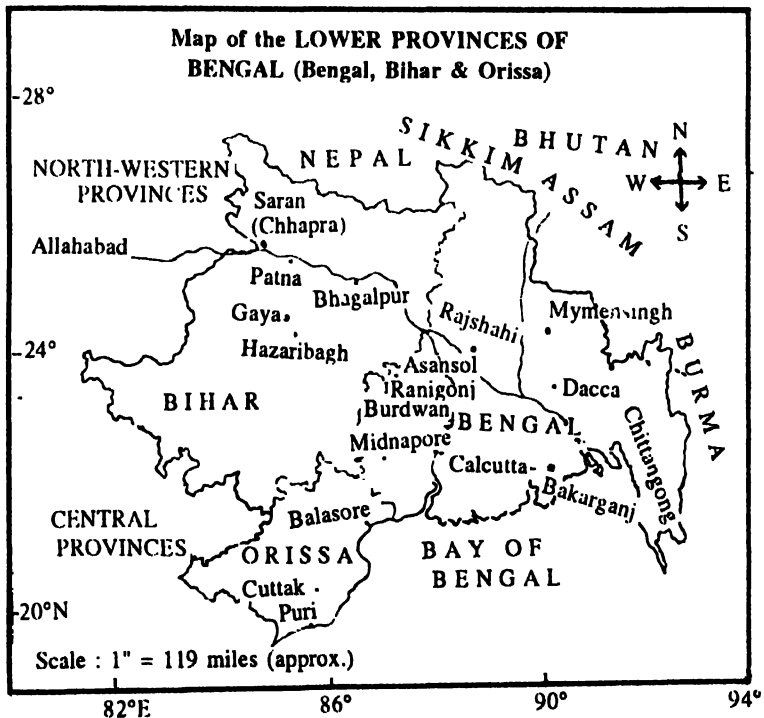 Map of the LOWER PROVINCES OF
BENGAL (Bengal, Bihar & Orissa)
28°
SIKKIM
BHUTAN
N
NEPAL
W
E
ASSAM
S
NORTH-WESTERN
PROVINCES
Saran
(Chhapra)
Allahabad
Patna
Bhagalpur
Gaya
Rajshahi
Mymensingh
Hazaribagh
24°
BURMA
Asansol
Ranigonj
Dacca
BIHAR
Burdwan
BENGAL
Chittangong
Midnapore
Calcutta
Bakarganj
Balasore
CENTRAL
PROVINCES
ORISSA
BAY OF
BENGAL
Cuttak
Puri
20°N
Scale : 1" = 119 miles (approx.)
82°E
86°
90°
94°